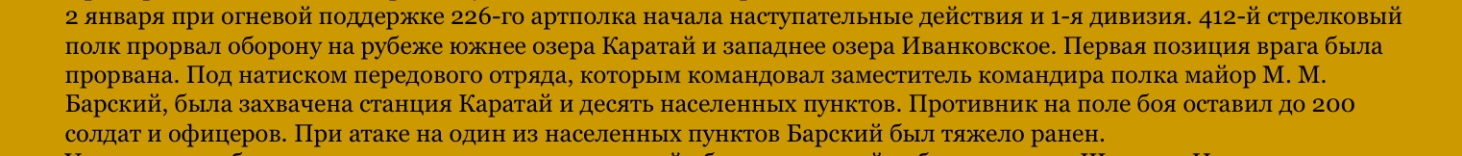 2 января при огневой поддержке 226-го артполка начала наступательные действия и 1-я дивизия. 412-й стрелковый
полк прорвал оборону на рубеже южнее озера Каратай и западнее озера Иванковское. Первая позиция врага была
прорвана. Под натиском передового отряда, которым командовал заместитель командира полка майор М. М.
Барский, была захвачена станция Каратай и десять населенных пунктов. Противник на поле боя оставил до 200
солдат и офицеров. При атаке на один из населенных пунктов Барский был тяжело ранен.